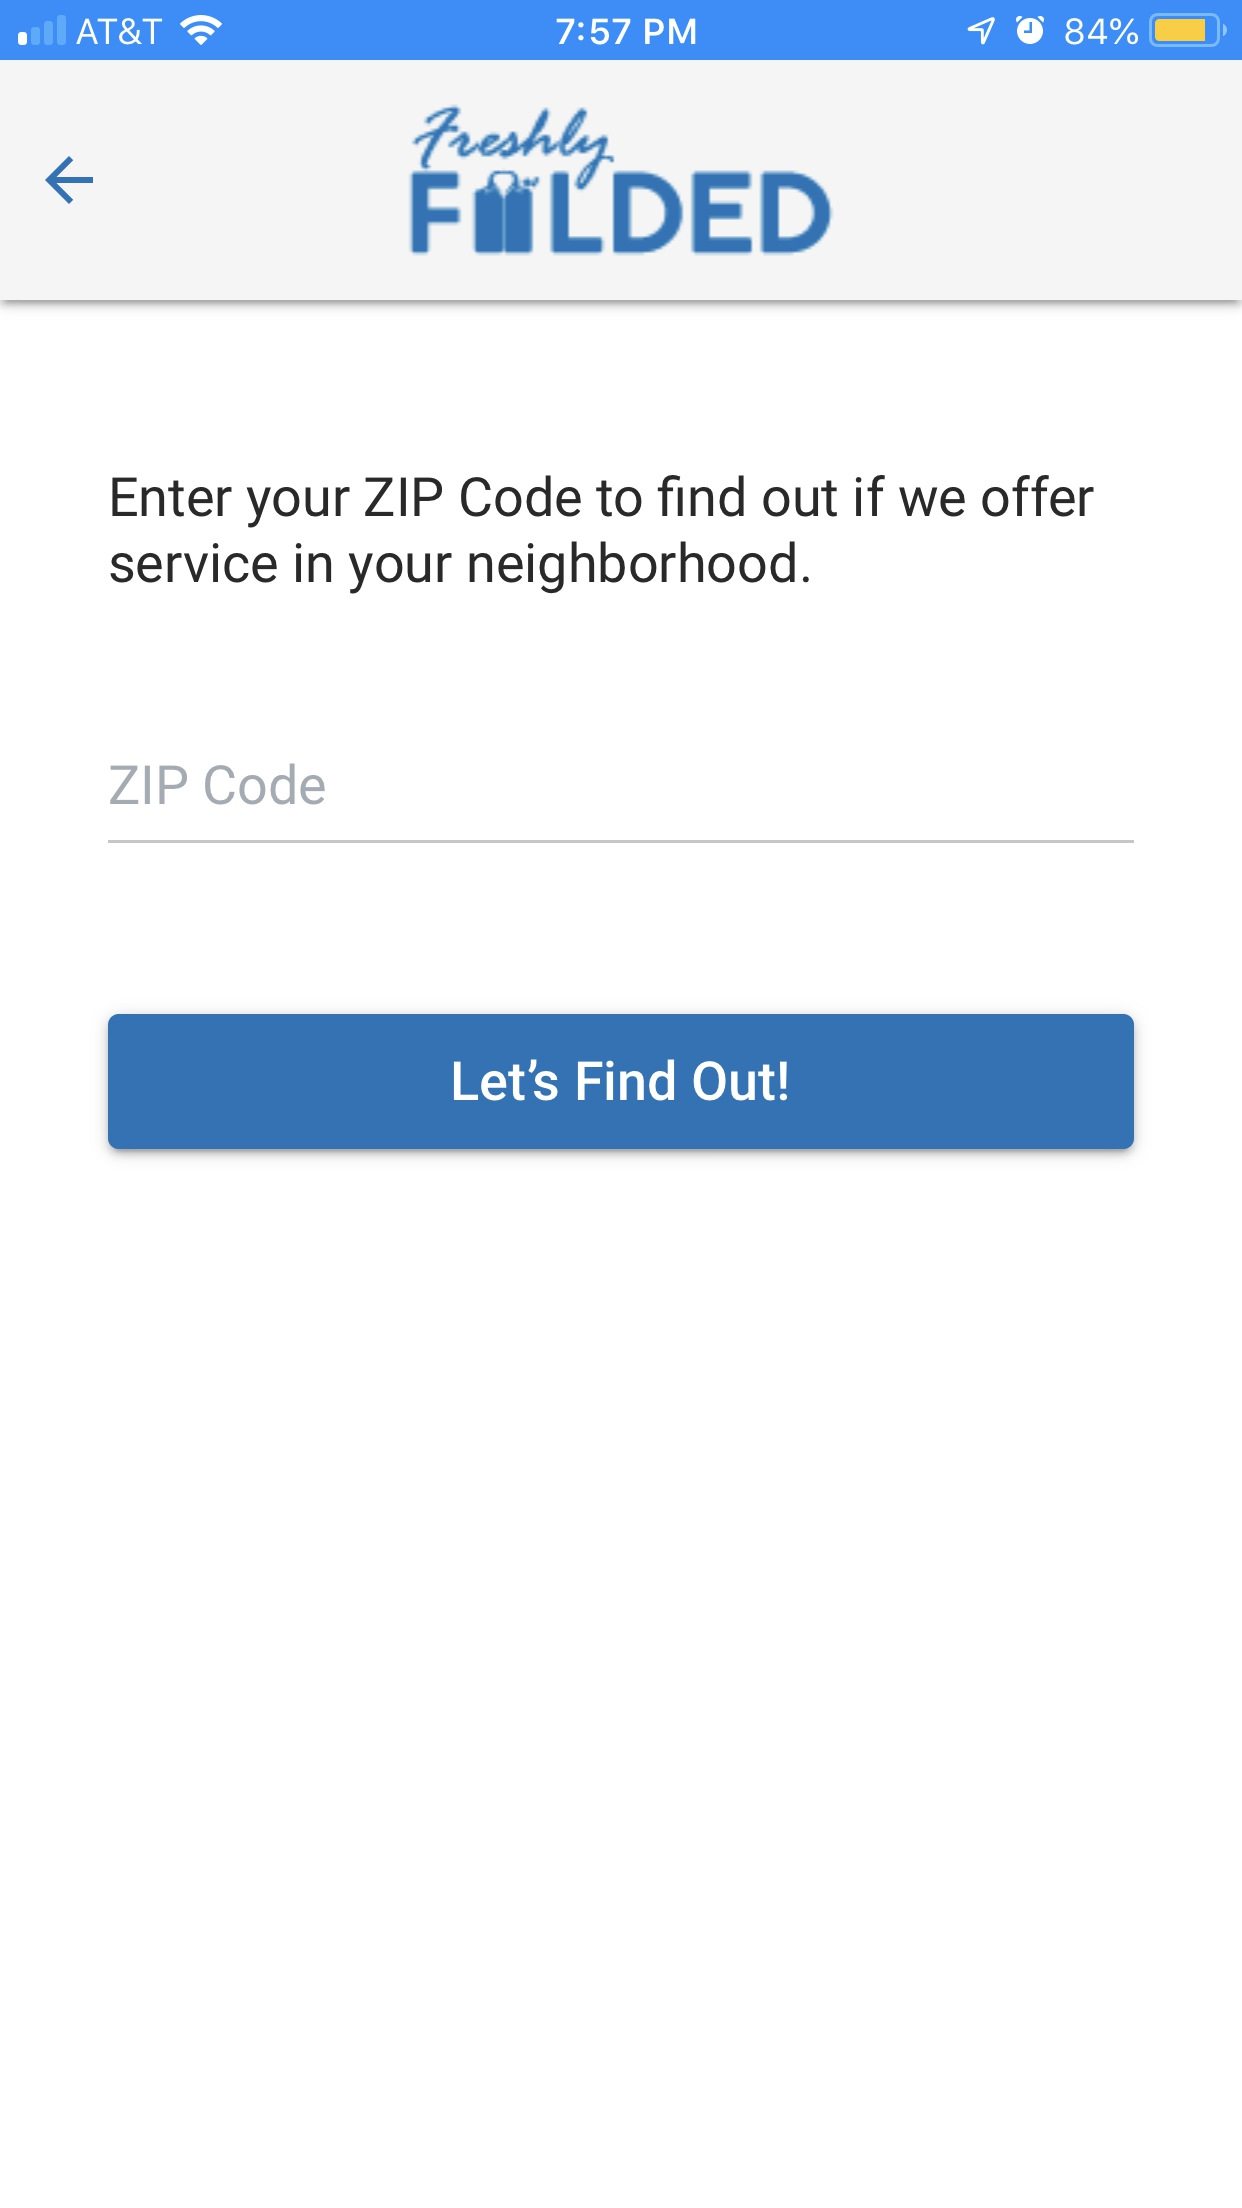 AT&T 7:57 PM 84%
Freshly
FOLDED
Enter your ZIP Code to find out if we offer
service in your neighborhood.
ZIP Code
Let’s Find Out!